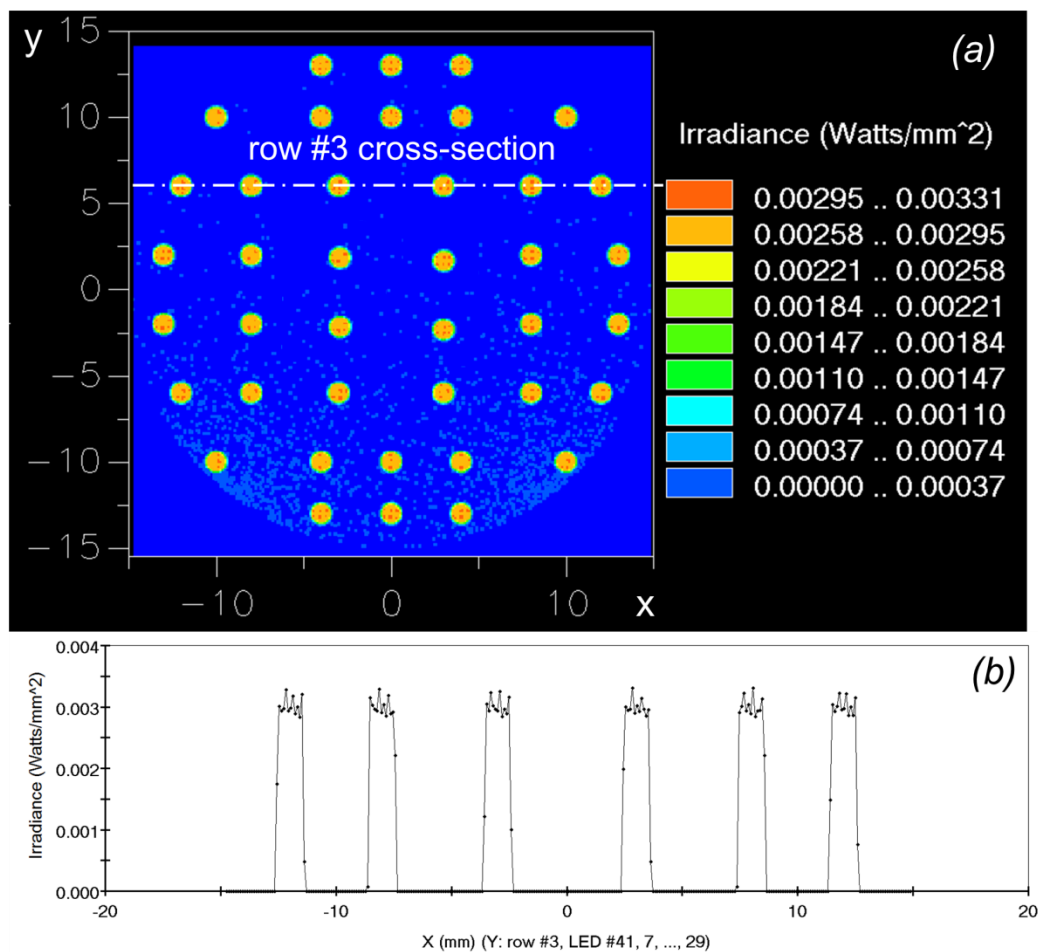 y
(a)
15
10
5
0
−5
−10
−15
row #3 cross-section
−10
0
10
x
Irradiance (Watts/mm^2)
0.00295 .. 0.00331
0.00258 .. 0.00295
0.00221 .. 0.00258
0.00184 .. 0.00221
0.00147 .. 0.00184
0.00110 .. 0.00147
0.00074 .. 0.00110
0.00037 .. 0.00074
0.00000 .. 0.00037
(b)
Irradiance (Watts/mm^2)
0.004
0.003
0.002
0.001
0.000
-20
-10
0
10
20
X (mm) (Y: row #3, LED #41, 7, ..., 29)